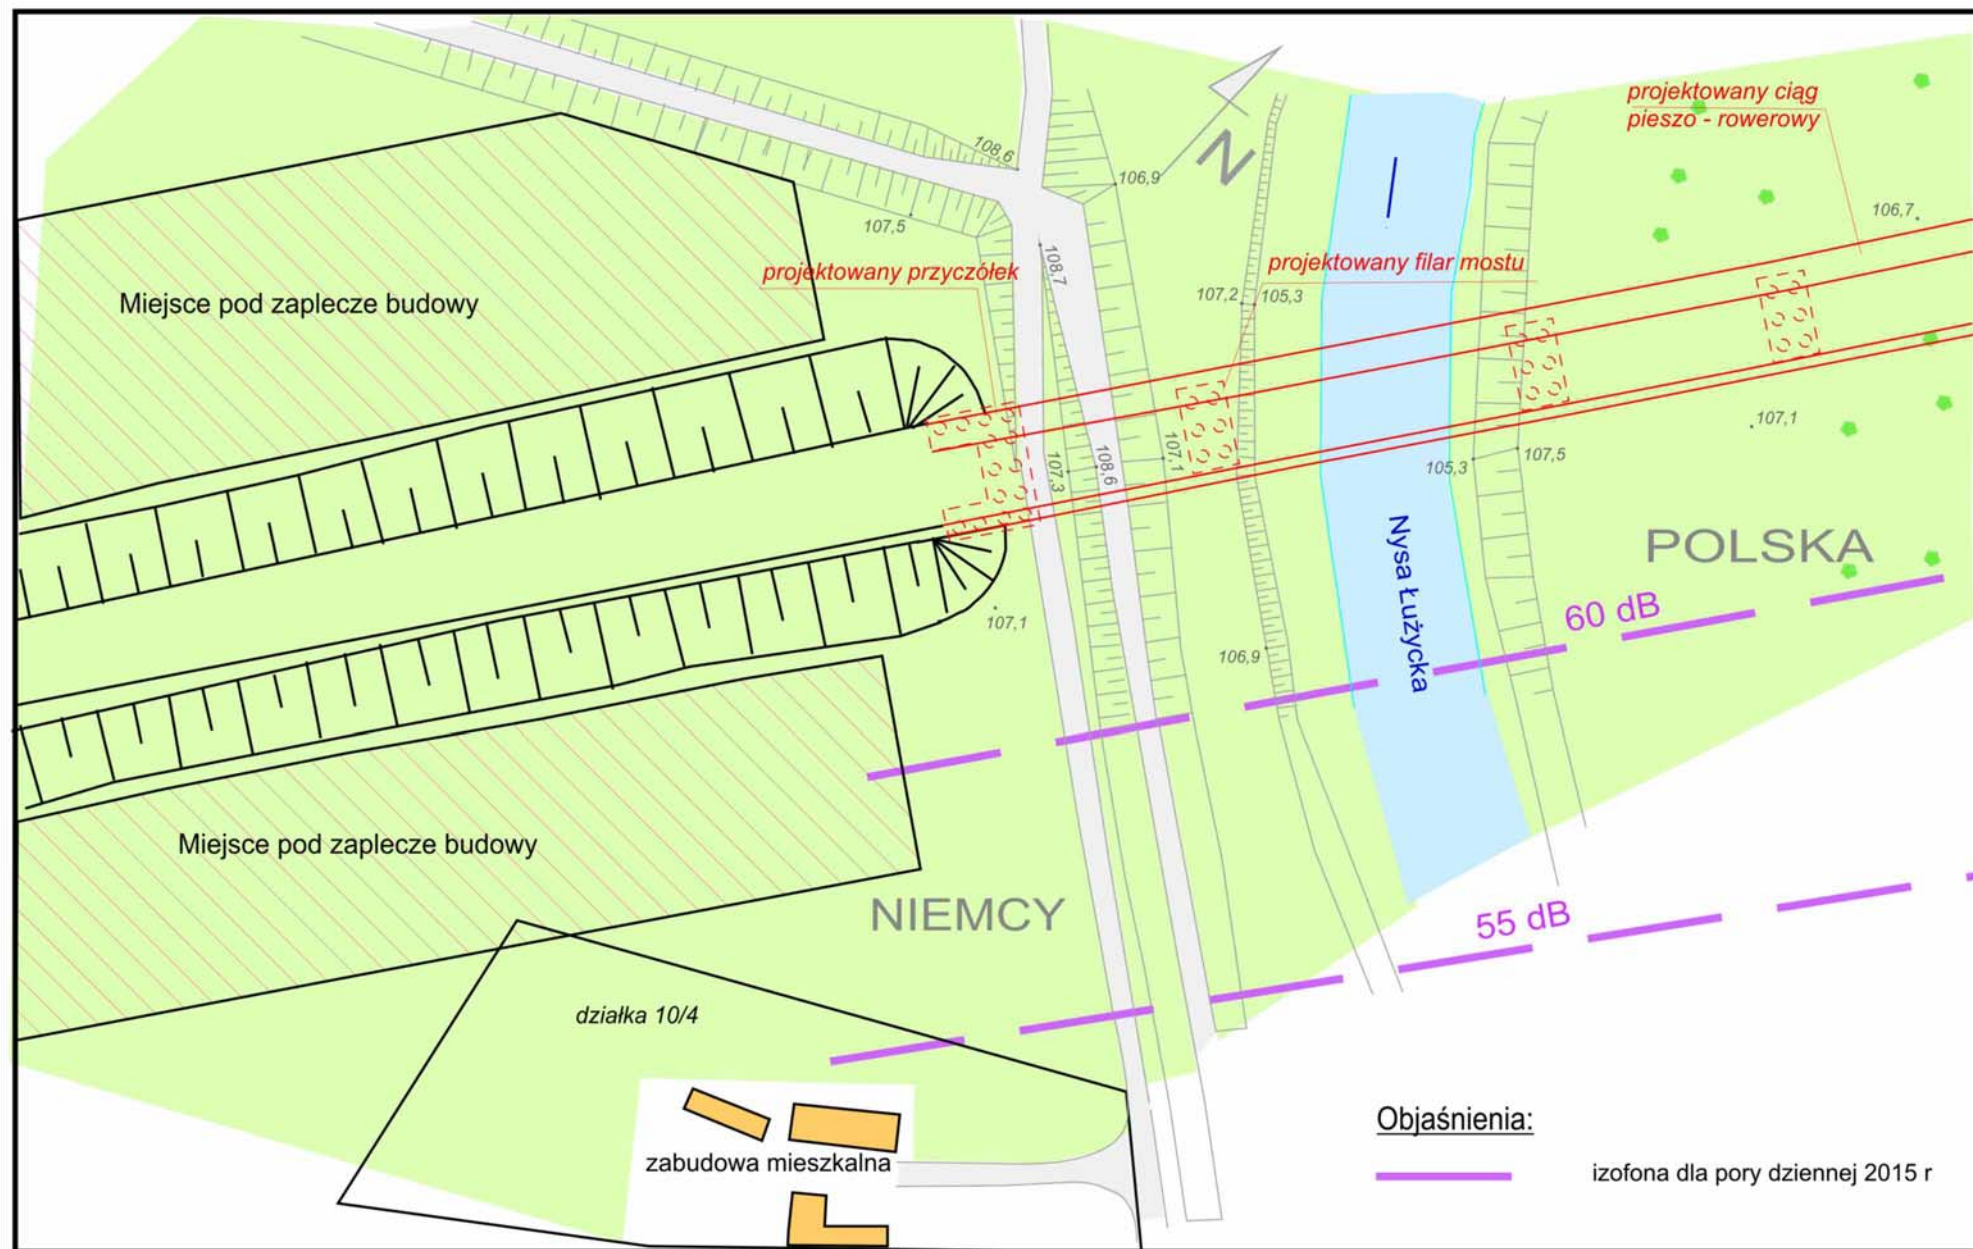 projektowany ciąg
pieszo - rowerowy
108,6
106,9
N
107,5
106,7
projektowany przyczółek
108,7
projektowany filar mostu
107,2
105,3
Miejsce pod zaplecze budowy
107,1
107,3
108,6
107,1
105,3
107,5
Nysa Łużycka
POLSKA
60 dB
107,1
106,9
Miejsce pod zaplecze budowy
NIEMCY
55 dB
działka 10/4
zabudowa mieszkalna
Objaśnienia:
izofona dla pory dziennej 2015 r